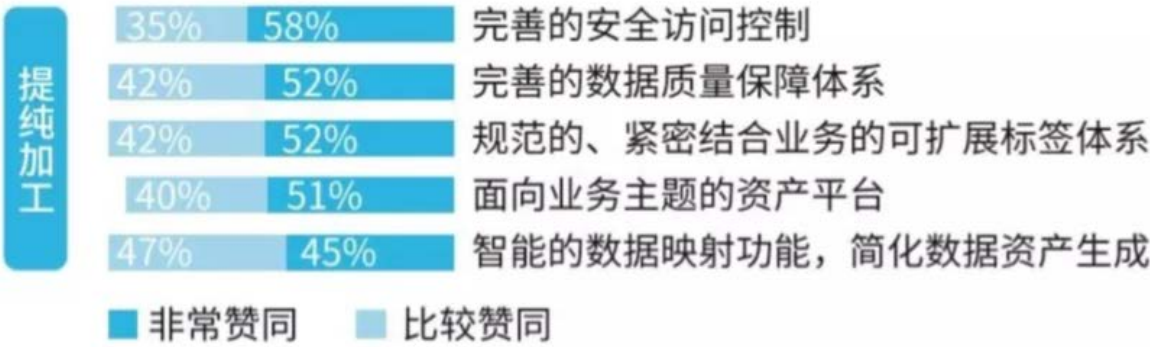 提纯加工
35% 58% 完善的安全访问控制
42% 52% 完善的数据质量保障体系
42% 52% 规范的、紧密结合业务的可扩展标签体系
40% 51% 面向业务主题的资产平台
47% 45% 智能的数据映射功能，简化数据资产生成
非常赞同 比较赞同